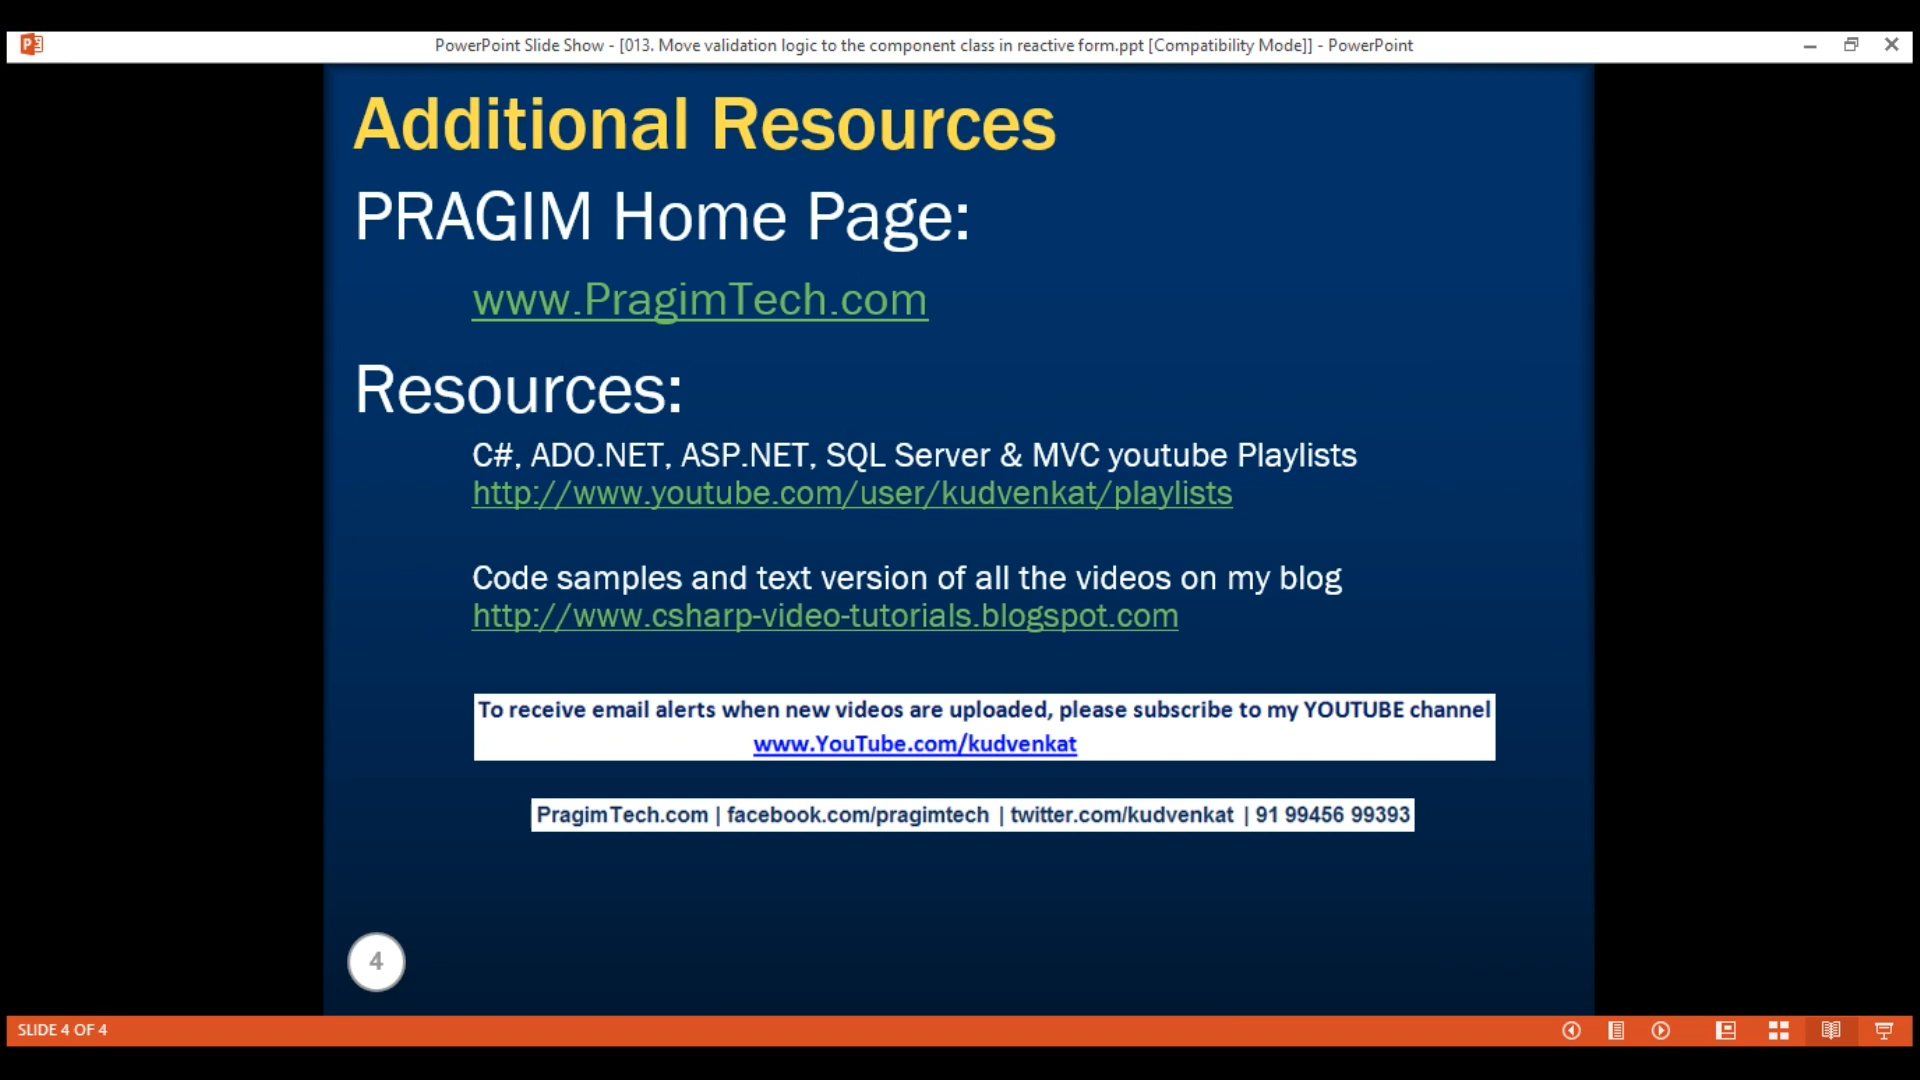 PowerPoint Slide Show - [013. Move validation logic to the component class in reactive form.ppt [Compatibility Mode]] - PowerPoint
Additional Resources
PRAGIM Home Page:
www.PragimTech.com
Resources:
C#, ADO.NET, ASP.NET, SQL Server & MVC youtube Playlists
http://www.youtube.com/user/kudvenkat/playlists
Code samples and text version of all the videos on my blog
http://www.csharp-video-tutorials.blogspot.com
To receive email alerts when new videos are uploaded, please subscribe to my YOUTUBE channel
www.YouTube.com/kudvenkat
PragimTech.com | facebook.com/pragimtech | twitter.com/kudvenkat | 91 99456 99393
4
SLIDE 4 OF 4